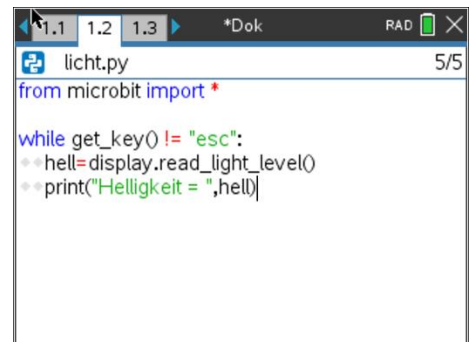 1.1 1.2 1.3 *Dok RAD
licht.py 5/5
from microbit import *
while get_key() != "esc":
hell=display.read_light_level()
print("Helligkeit = ",hell)